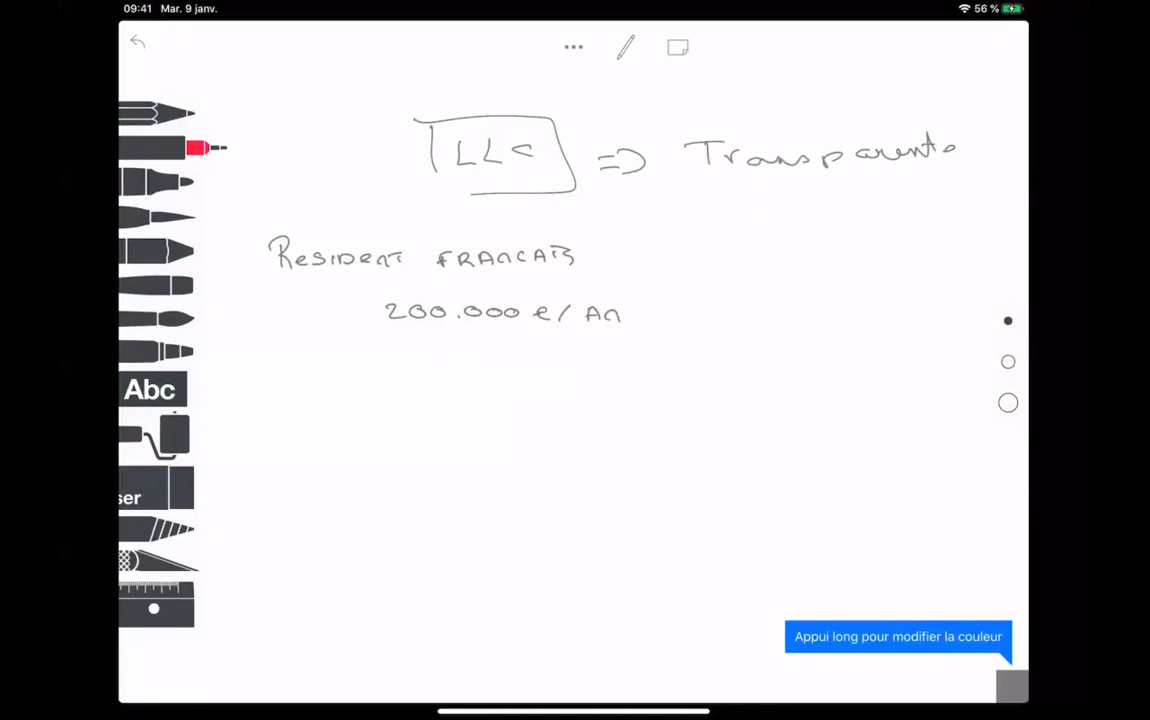 09:41 Mar. 9 janv. 56 %
LLC => Transparente
RESIDENT FRANCAIS
200.000 e/ An
Abc
ser
Appui long pour modifier la couleur